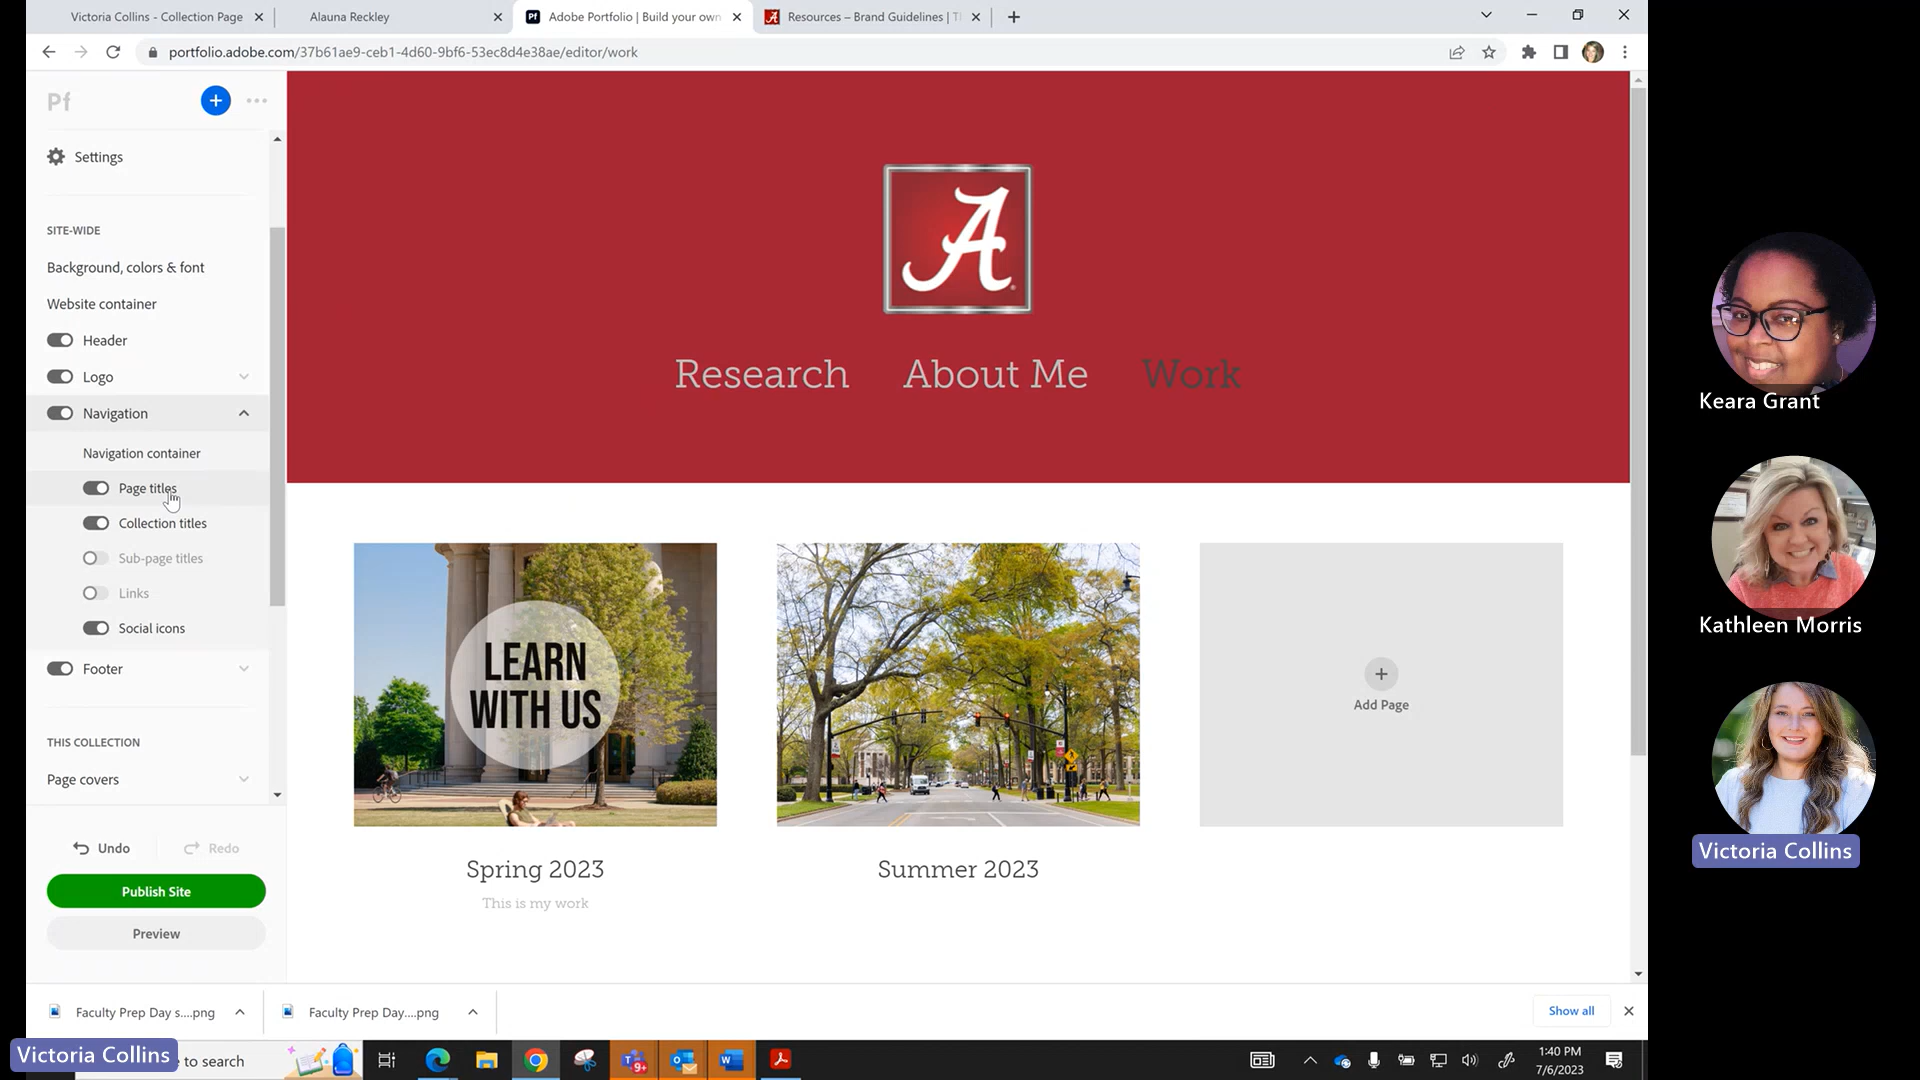 Victoria Collins - Collection Page
Alauna Reckley
Adobe Portfolio | Build your own
Resources – Brand Guidelines | T
portfolio.adobe.com/37b61ae9-ceb1-4d60-9bf6-53ec8d4e38ae/editor/work
Pf
Settings
SITE-WIDE
Background, colors & font
Website container
Header
Logo
Navigation
Navigation container
Page titles
Collection titles
Sub-page titles
Links
Social icons
Footer
THIS COLLECTION
Page covers
Undo
Redo
Publish Site
Preview
A
Research
About Me
Work
LEARN
WITH US
Add Page
Spring 2023
This is my work
Summer 2023
Faculty Prep Day s....png
Faculty Prep Day....png
Show all
Victoria Collins
e to search
9+
1:40 PM
7/6/2023
Keara Grant
Kathleen Morris
Victoria Collins